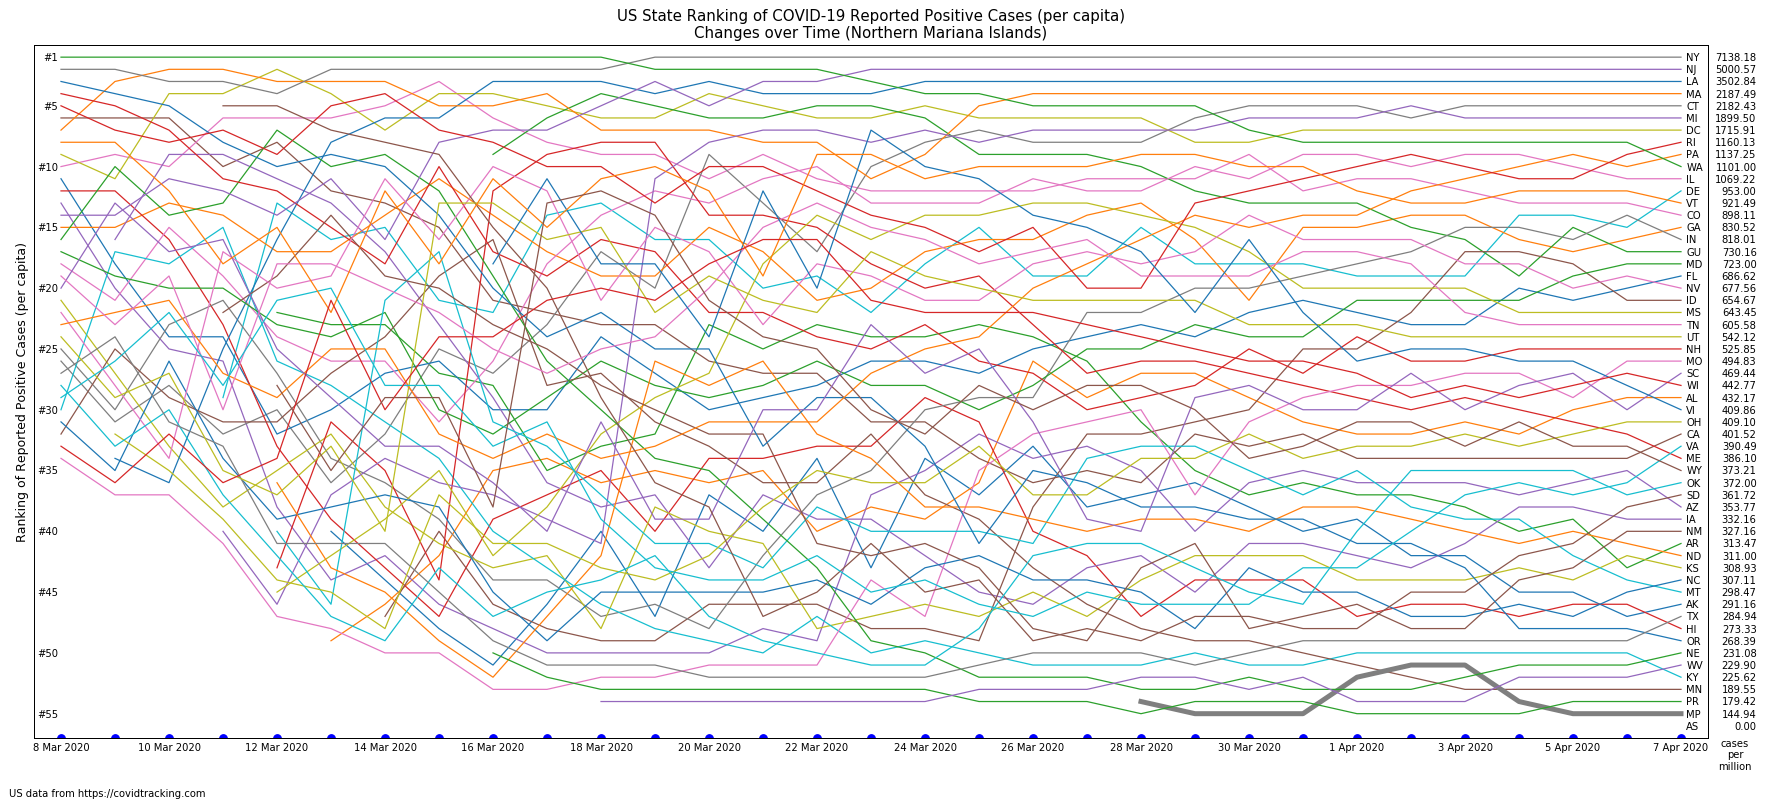 US State Ranking of COVID-19 Reported Positive Cases (per capita)
Changes over Time (Northern Mariana Islands)
Ranking of Reported Positive Cases (per capita)
#1
#5
#10
#15
#20
#25
#30
#35
#40
#45
#50
#55
NY 7138.18
NJ 5000.57
LA 3502.84
MA 2187.49
CT 2182.43
MI 1899.50
DC 1715.91
RI 1160.13
PA 1137.25
WA 1101.00
IL 1069.22
DE 953.00
VT 921.49
CO 898.11
GA 830.52
IN 818.01
GU 730.16
MD 723.00
FL 686.62
NV 677.56
ID 654.67
MS 643.45
TN 605.58
UT 542.12
NH 525.85
MO 494.83
SC 469.44
WI 442.77
AL 432.17
VI 409.86
OH 409.10
CA 401.52
VA 390.49
ME 386.10
WY 373.21
OK 372.00
SD 361.72
AZ 353.77
IA 332.16
NM 327.16
AR 313.47
ND 311.00
KS 308.93
NC 307.11
MT 298.47
AK 291.16
TX 284.94
HI 273.33
OR 268.39
NE 231.08
WV 229.90
KY 225.62
MN 189.55
PR 179.42
MP 144.94
AS 0.00
8 Mar 2020 10 Mar 2020 12 Mar 2020 14 Mar 2020 16 Mar 2020 18 Mar 2020 20 Mar 2020 22 Mar 2020 24 Mar 2020 26 Mar 2020 28 Mar 2020 30 Mar 2020 1 Apr 2020 3 Apr 2020 5 Apr 2020 7 Apr 2020
cases
per
million
US data from https://covidtracking.com